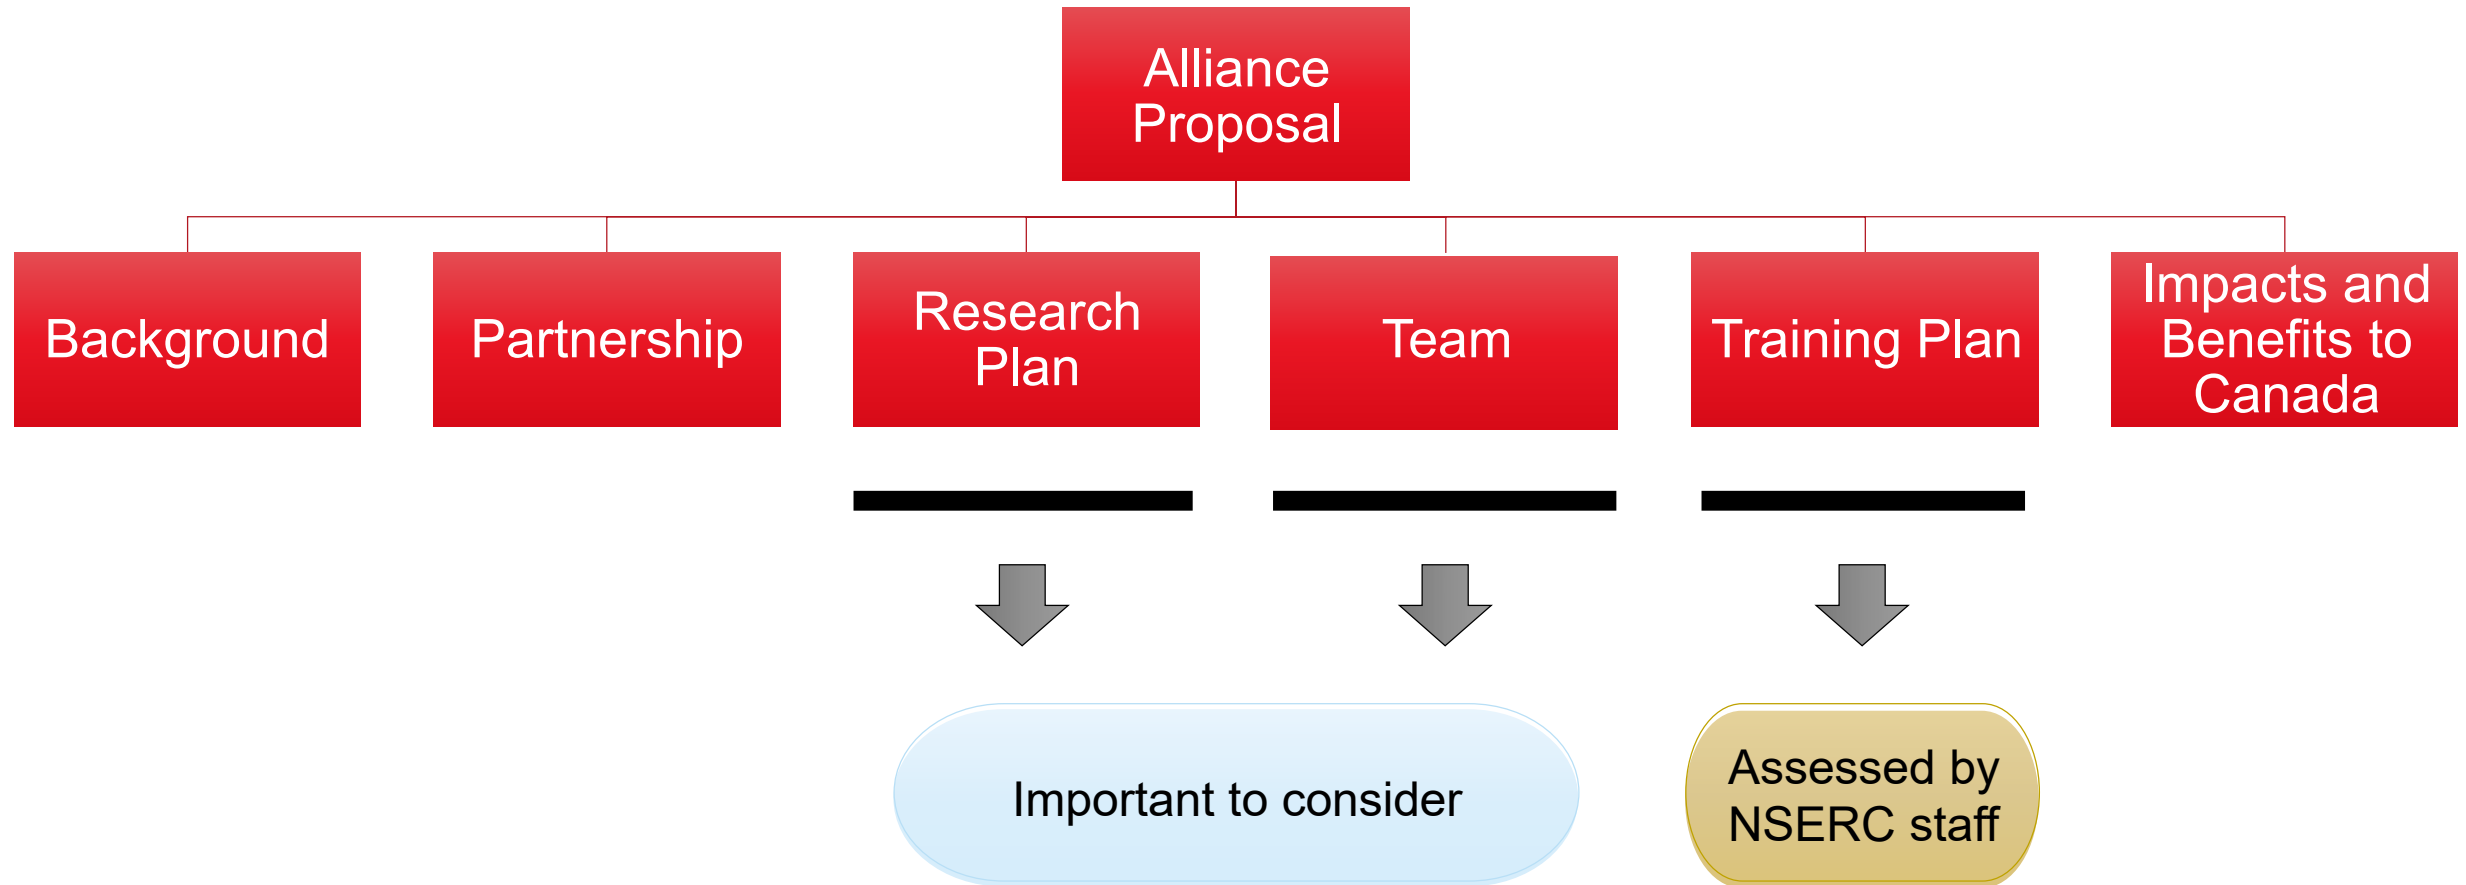 Alliance
Proposal
Background
Partnership
Research
Plan
Team
Training Plan
Impacts and
Benefits to
Canada
Important to consider
Assessed by
NSERC staff